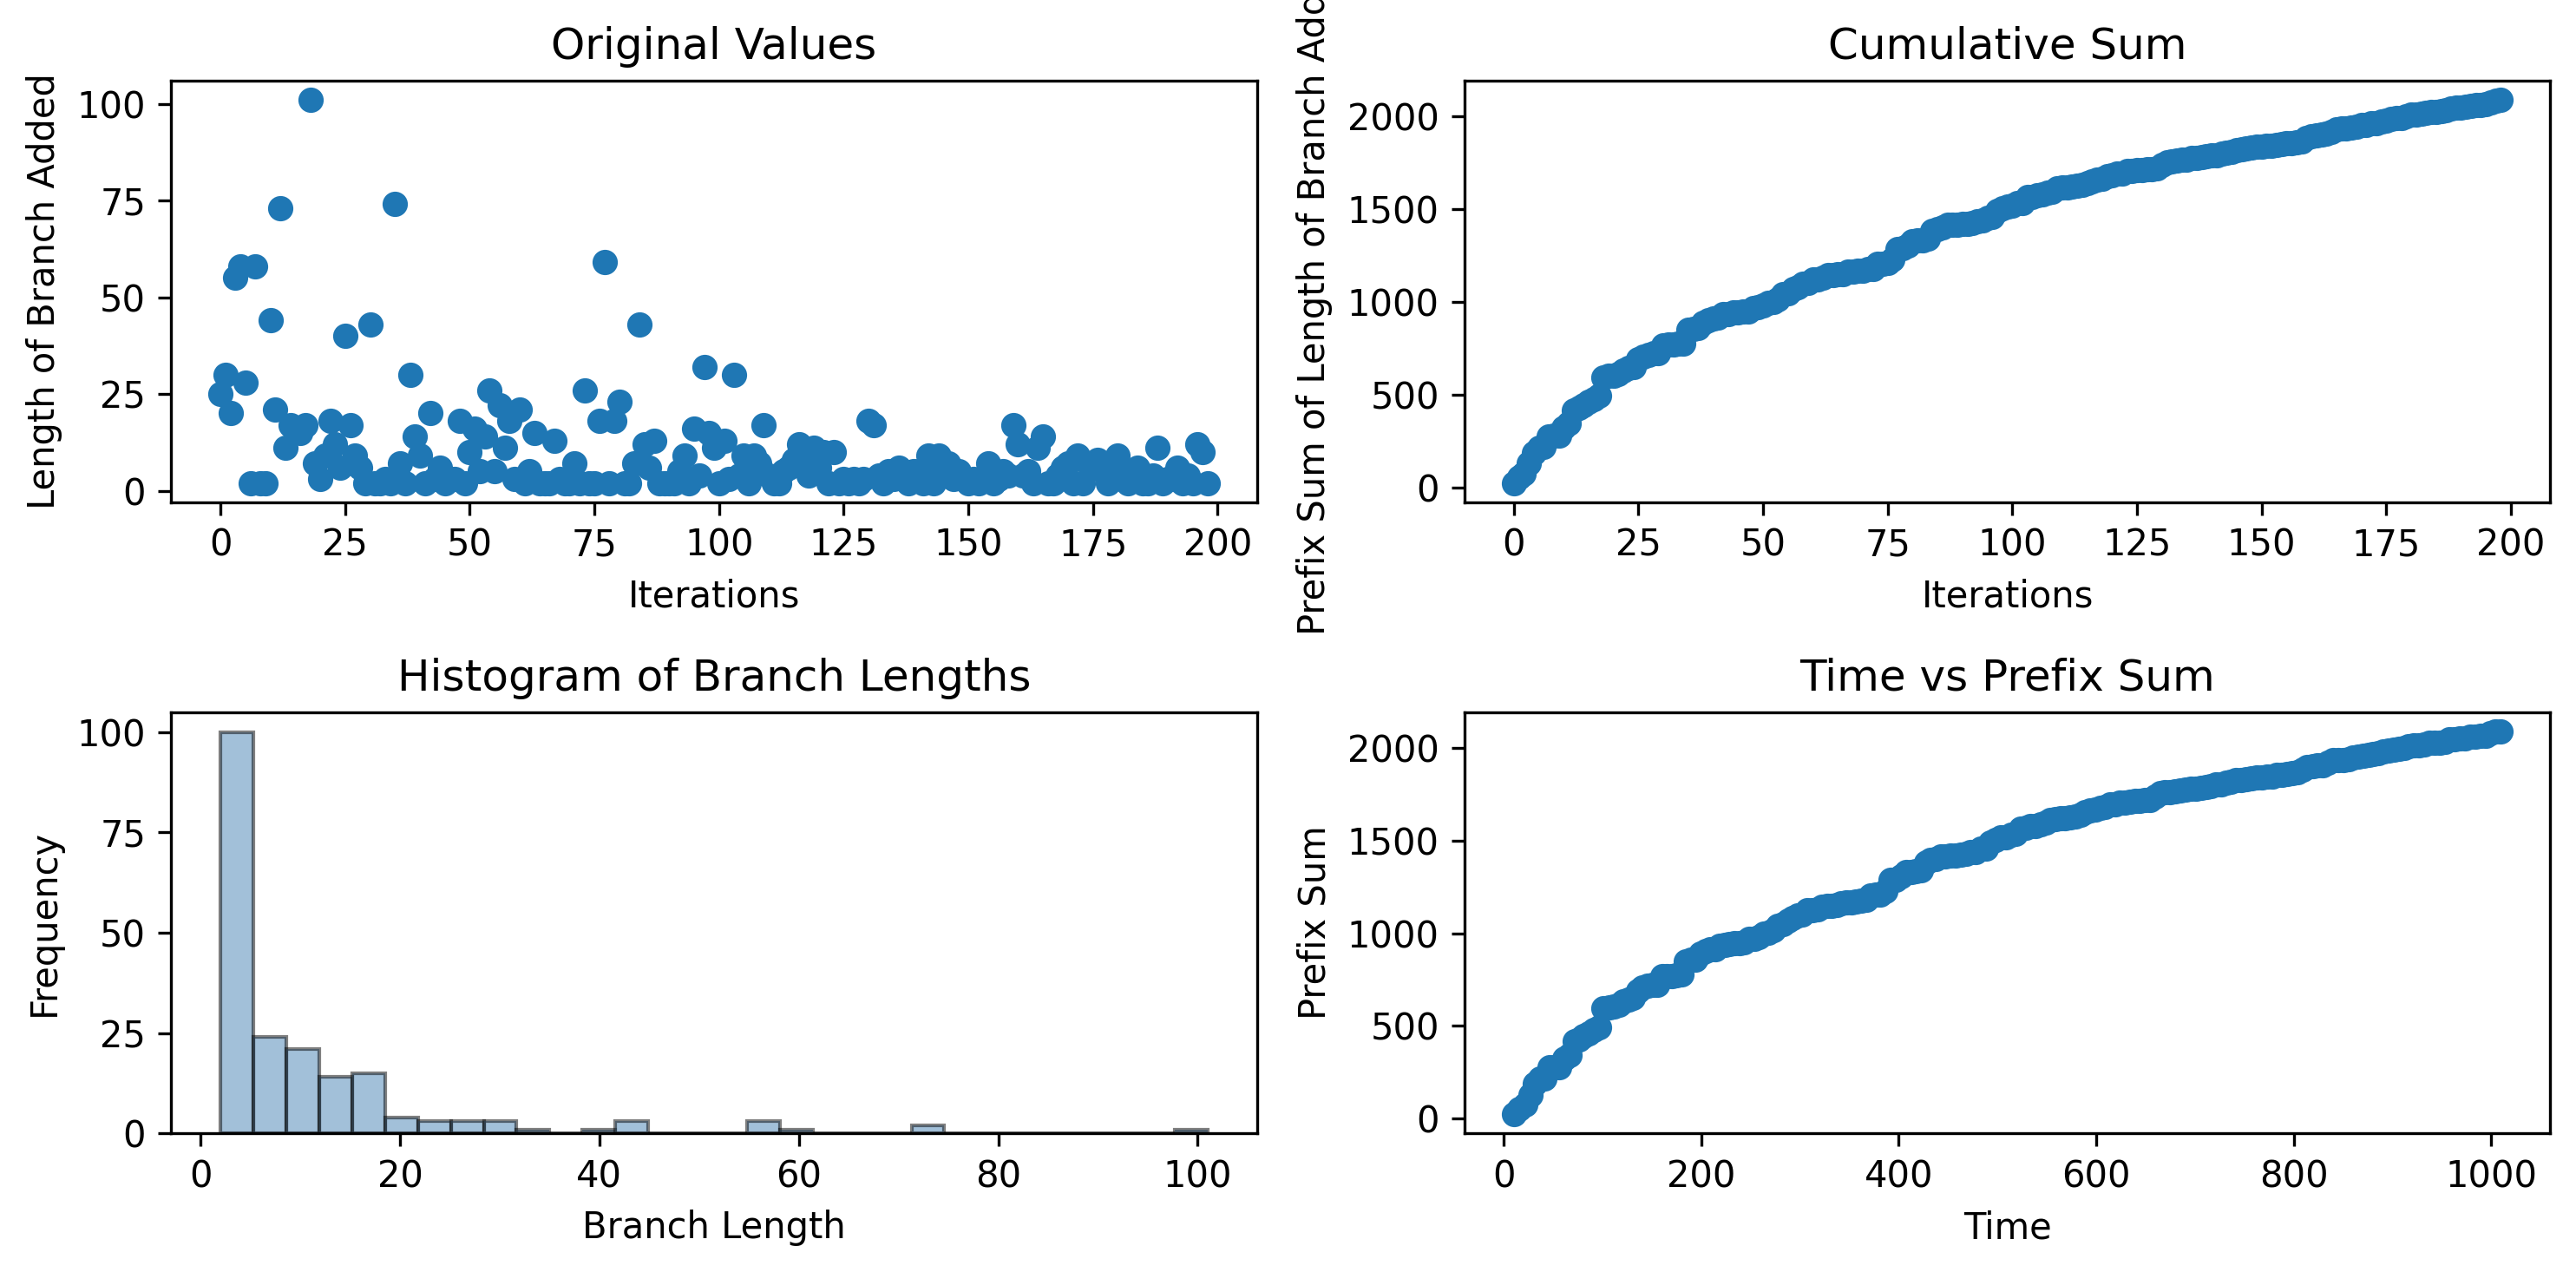 Original Values
Length of Branch Added
100
75
50
25
0
0 25 50 75 100 125 150 175 200
Iterations
Cumulative Sum
Prefix Sum of Length of Branch
2000
1500
1000
500
0
0 25 50 75 100 125 150 175 200
Iterations
Histogram of Branch Lengths
Frequency
100
75
50
25
0
0 20 40 60 80 100
Branch Length
Time vs Prefix Sum
Prefix Sum
2000
1500
1000
500
0
0 200 400 600 800 1000
Time